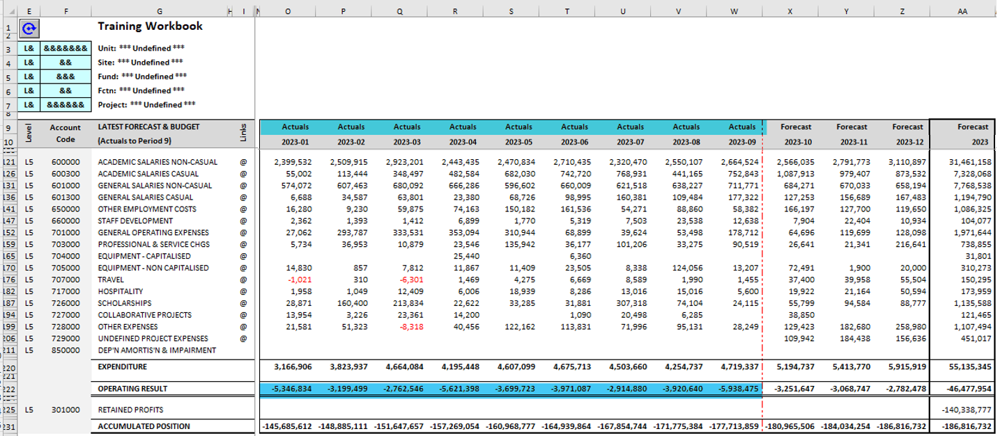 E F G H I N O P Q R S T U V W X Y Z AA
1 Training Workbook
2
3 L& &&&&&&& Unit: *** Undefined ***
4 L& && Site: *** Undefined ***
5 L& &&& Fund: *** Undefined ***
6 L& && Fctn: *** Undefined ***
7 L& &&&&&& Project: *** Undefined ***
8
9 Level Account LATEST FORECAST & BUDGET Links Actuals Actuals Actuals Actuals Actuals Actuals Actuals Actuals Actuals Forecast Forecast Forecast Forecast
10 Code (Actuals to Period 9) 2023-01 2023-02 2023-03 2023-04 2023-05 2023-06 2023-07 2023-08 2023-09 2023-10 2023-11 2023-12 2023
121 L5 600000 ACADEMIC SALARIES NON-CASUAL @ 2,399,532 2,509,915 2,923,201 2,443,435 2,470,834 2,710,435 2,320,470 2,550,107 2,664,524 2,566,035 2,791,773 3,110,897 31,461,158
126 L5 600300 ACADEMIC SALARIES CASUAL @ 55,002 113,444 348,497 482,584 682,030 742,720 768,931 441,165 752,843 1,087,913 979,407 873,532 7,328,068
131 L5 601000 GENERAL SALARIES NON-CASUAL @ 574,072 607,463 680,092 666,286 596,602 660,009 621,518 638,227 711,771 684,271 670,033 658,194 7,768,538
136 L5 601300 GENERAL SALARIES CASUAL @ 6,688 34,587 63,801 23,380 68,726 98,995 160,381 109,484 177,322 127,253 156,689 167,483 1,194,790
141 L5 650000 OTHER EMPLOYMENT COSTS @ 16,280 9,230 59,875 74,163 150,182 161,536 54,271 88,860 58,382 166,197 127,700 119,650 1,086,325
147 L5 660000 STAFF DEVELOPMENT @ 2,362 1,393 1,412 6,899 1,770 5,319 7,503 23,538 12,638 7,904 22,404 10,934 104,077
152 L5 701000 GENERAL OPERATING EXPENSES @ 27,062 293,787 333,531 353,094 310,944 68,899 39,624 53,498 178,712 64,696 119,699 128,098 1,971,644
159 L5 703000 PROFESSIONAL & SERVICE CHGS @ 5,734 36,953 10,879 23,546 135,942 36,177 101,206 33,275 90,519 26,641 21,341 216,641 738,855
165 L5 704000 EQUIPMENT - CAPITALISED @ 25,440 6,360 31,801
170 L5 705000 EQUIPMENT - NON CAPITALISED @ 14,830 857 7,812 11,867 11,409 23,505 8,338 124,056 13,207 72,491 1,900 20,000 310,273
176 L5 707000 TRAVEL @ -1,021 310 -6,301 1,469 4,275 6,669 8,589 1,990 1,455 37,400 39,958 55,504 150,295
182 L5 717000 HOSPITALITY @ 1,958 1,049 12,409 6,006 18,939 8,286 13,016 15,016 5,600 19,922 21,164 50,594 173,959
187 L5 726000 SCHOLARSHIPS @ 28,871 160,400 213,834 22,622 33,285 31,881 307,318 74,104 24,115 55,799 94,584 88,777 1,135,588
194 L5 727000 COLLABORATIVE PROJECTS @ 13,954 3,226 23,361 14,200 1,090 20,498 6,285 38,850 121,465
199 L5 728000 OTHER EXPENSES @ 21,581 51,323 -8,318 40,456 122,162 113,831 71,996 95,131 28,249 129,423 182,680 258,980 1,107,494
206 L5 729000 UNDEFINED PROJECT EXPENSES @ 109,942 184,438 156,636 451,017
211 L5 850000 DEP'N AMORTIS'N & IMPAIRMENT
220 EXPENDITURE 3,166,906 3,823,937 4,664,084 4,195,448 4,607,099 4,675,713 4,503,660 4,254,737 4,719,337 5,194,737 5,413,770 5,915,919 55,135,345
221
222 OPERATING RESULT -5,346,834 -3,199,499 -2,762,546 -5,621,398 -3,699,723 -3,971,087 -2,914,880 -3,920,640 -5,938,475 -3,251,647 -3,068,747 -2,782,478 -46,477,954
225 L5 301000 RETAINED PROFITS -140,338,777
231 ACCUMULATED POSITION -145,685,612 -148,885,111 -151,647,657 -157,269,054 -160,968,777 -164,939,864 -167,854,744 -171,775,384 -177,713,859 -180,965,506 -184,034,254 -186,816,732 -186,816,732